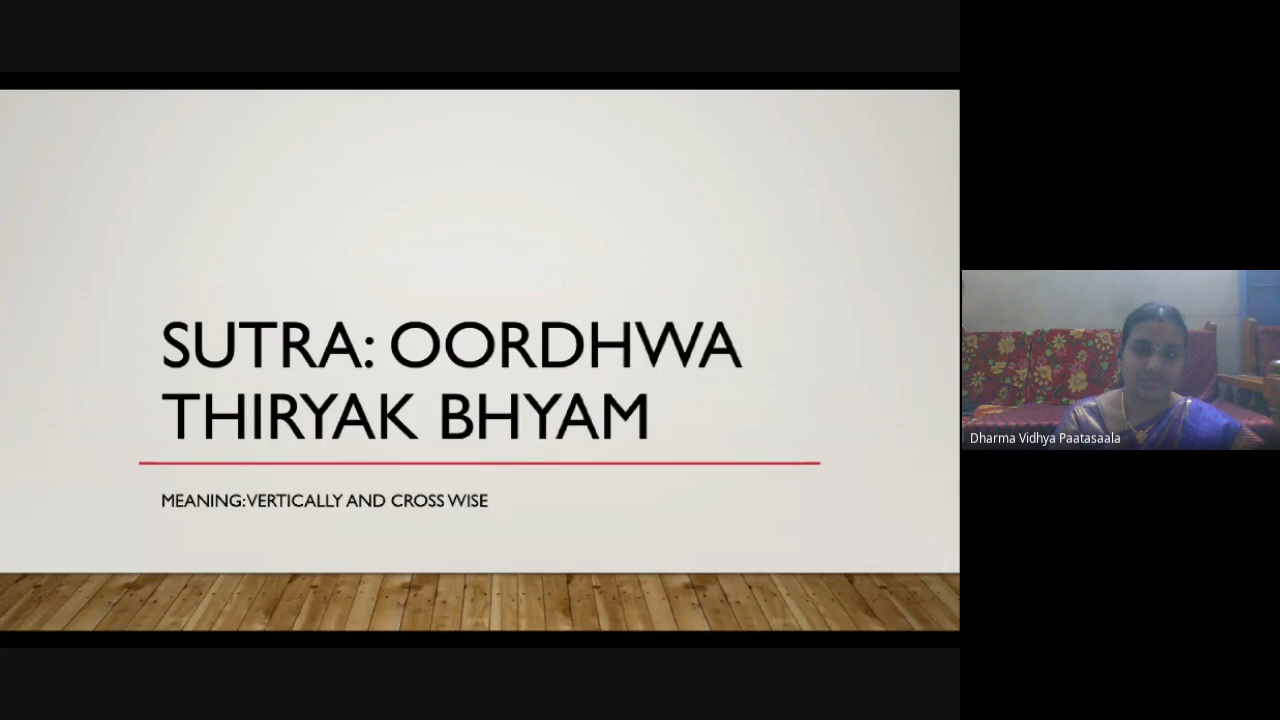 SUTRA: OORDHWA
THIRYAK BHYAM
MEANING:VERTICALLY AND CROSS WISE
Dharma Vidhya Paatasaala